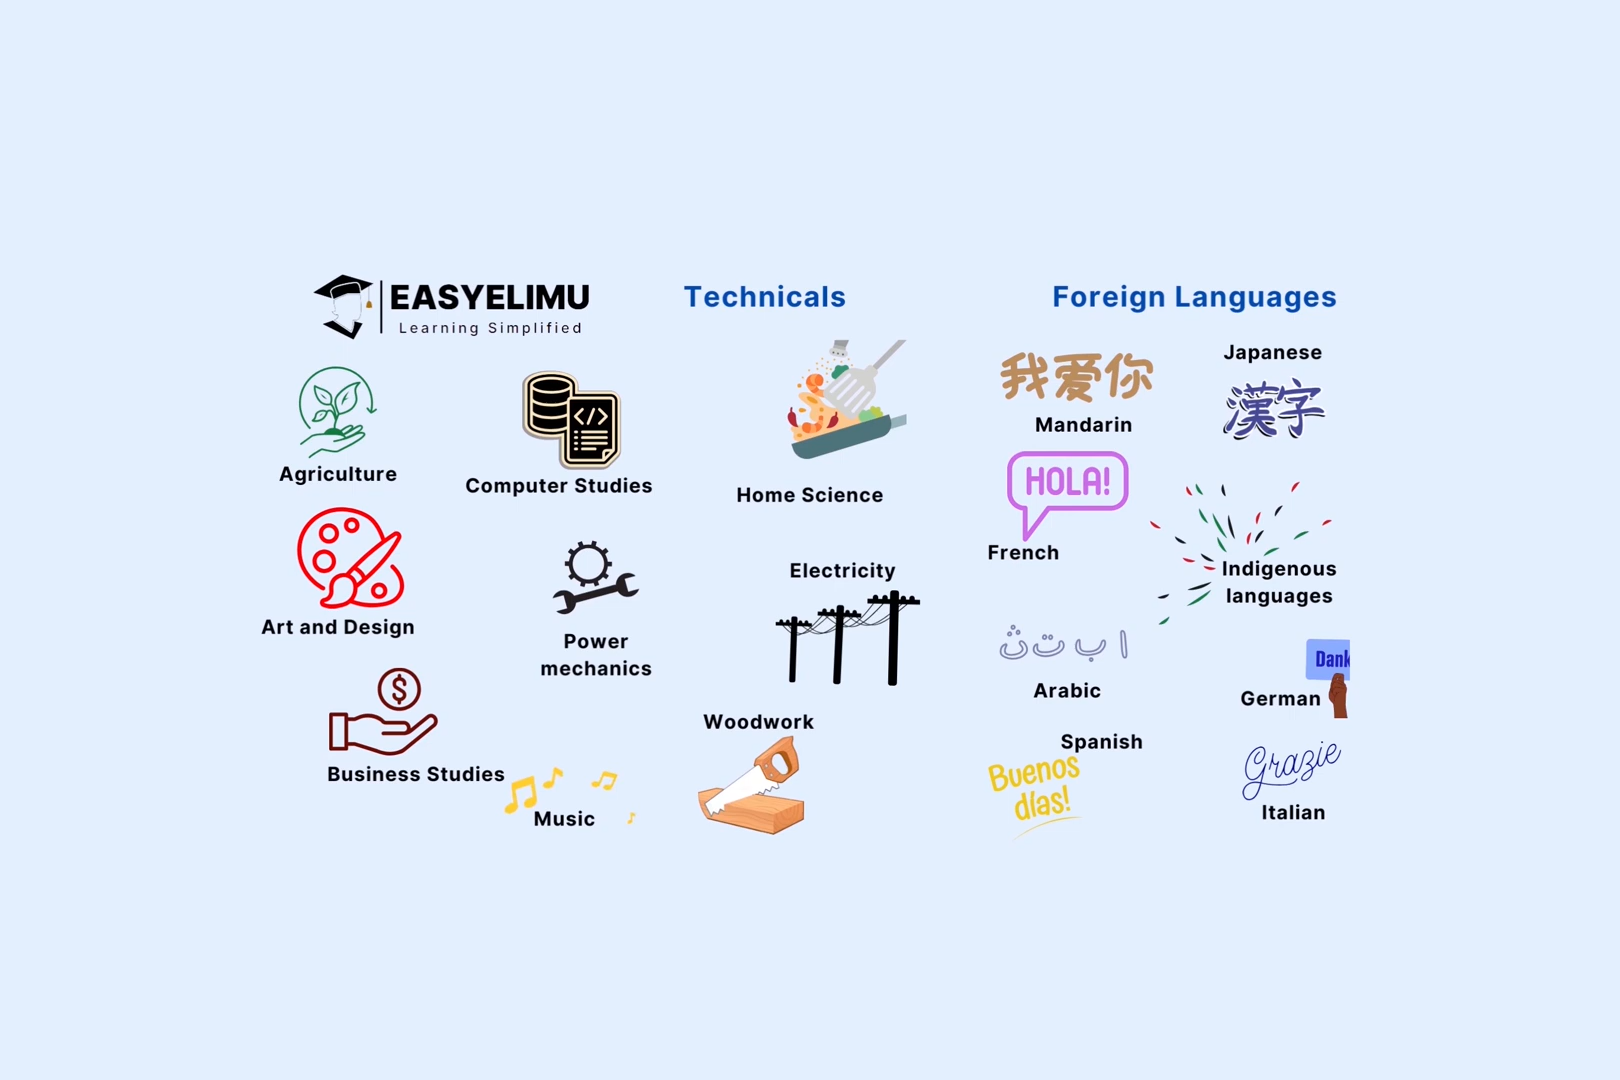 EASYELIMU
Learning Simplified
Technicals
Foreign Languages
Agriculture
Computer Studies
Home Science
我爱你
Mandarin
Japanese
漢字
HOLA!
French
Art and Design
Power
mechanics
Electricity
Indigenous
languages
ا ب ت ث
Arabic
Dank
German
$
Business Studies
Music
Woodwork
Spanish
Buenos
días!
Grazie
Italian